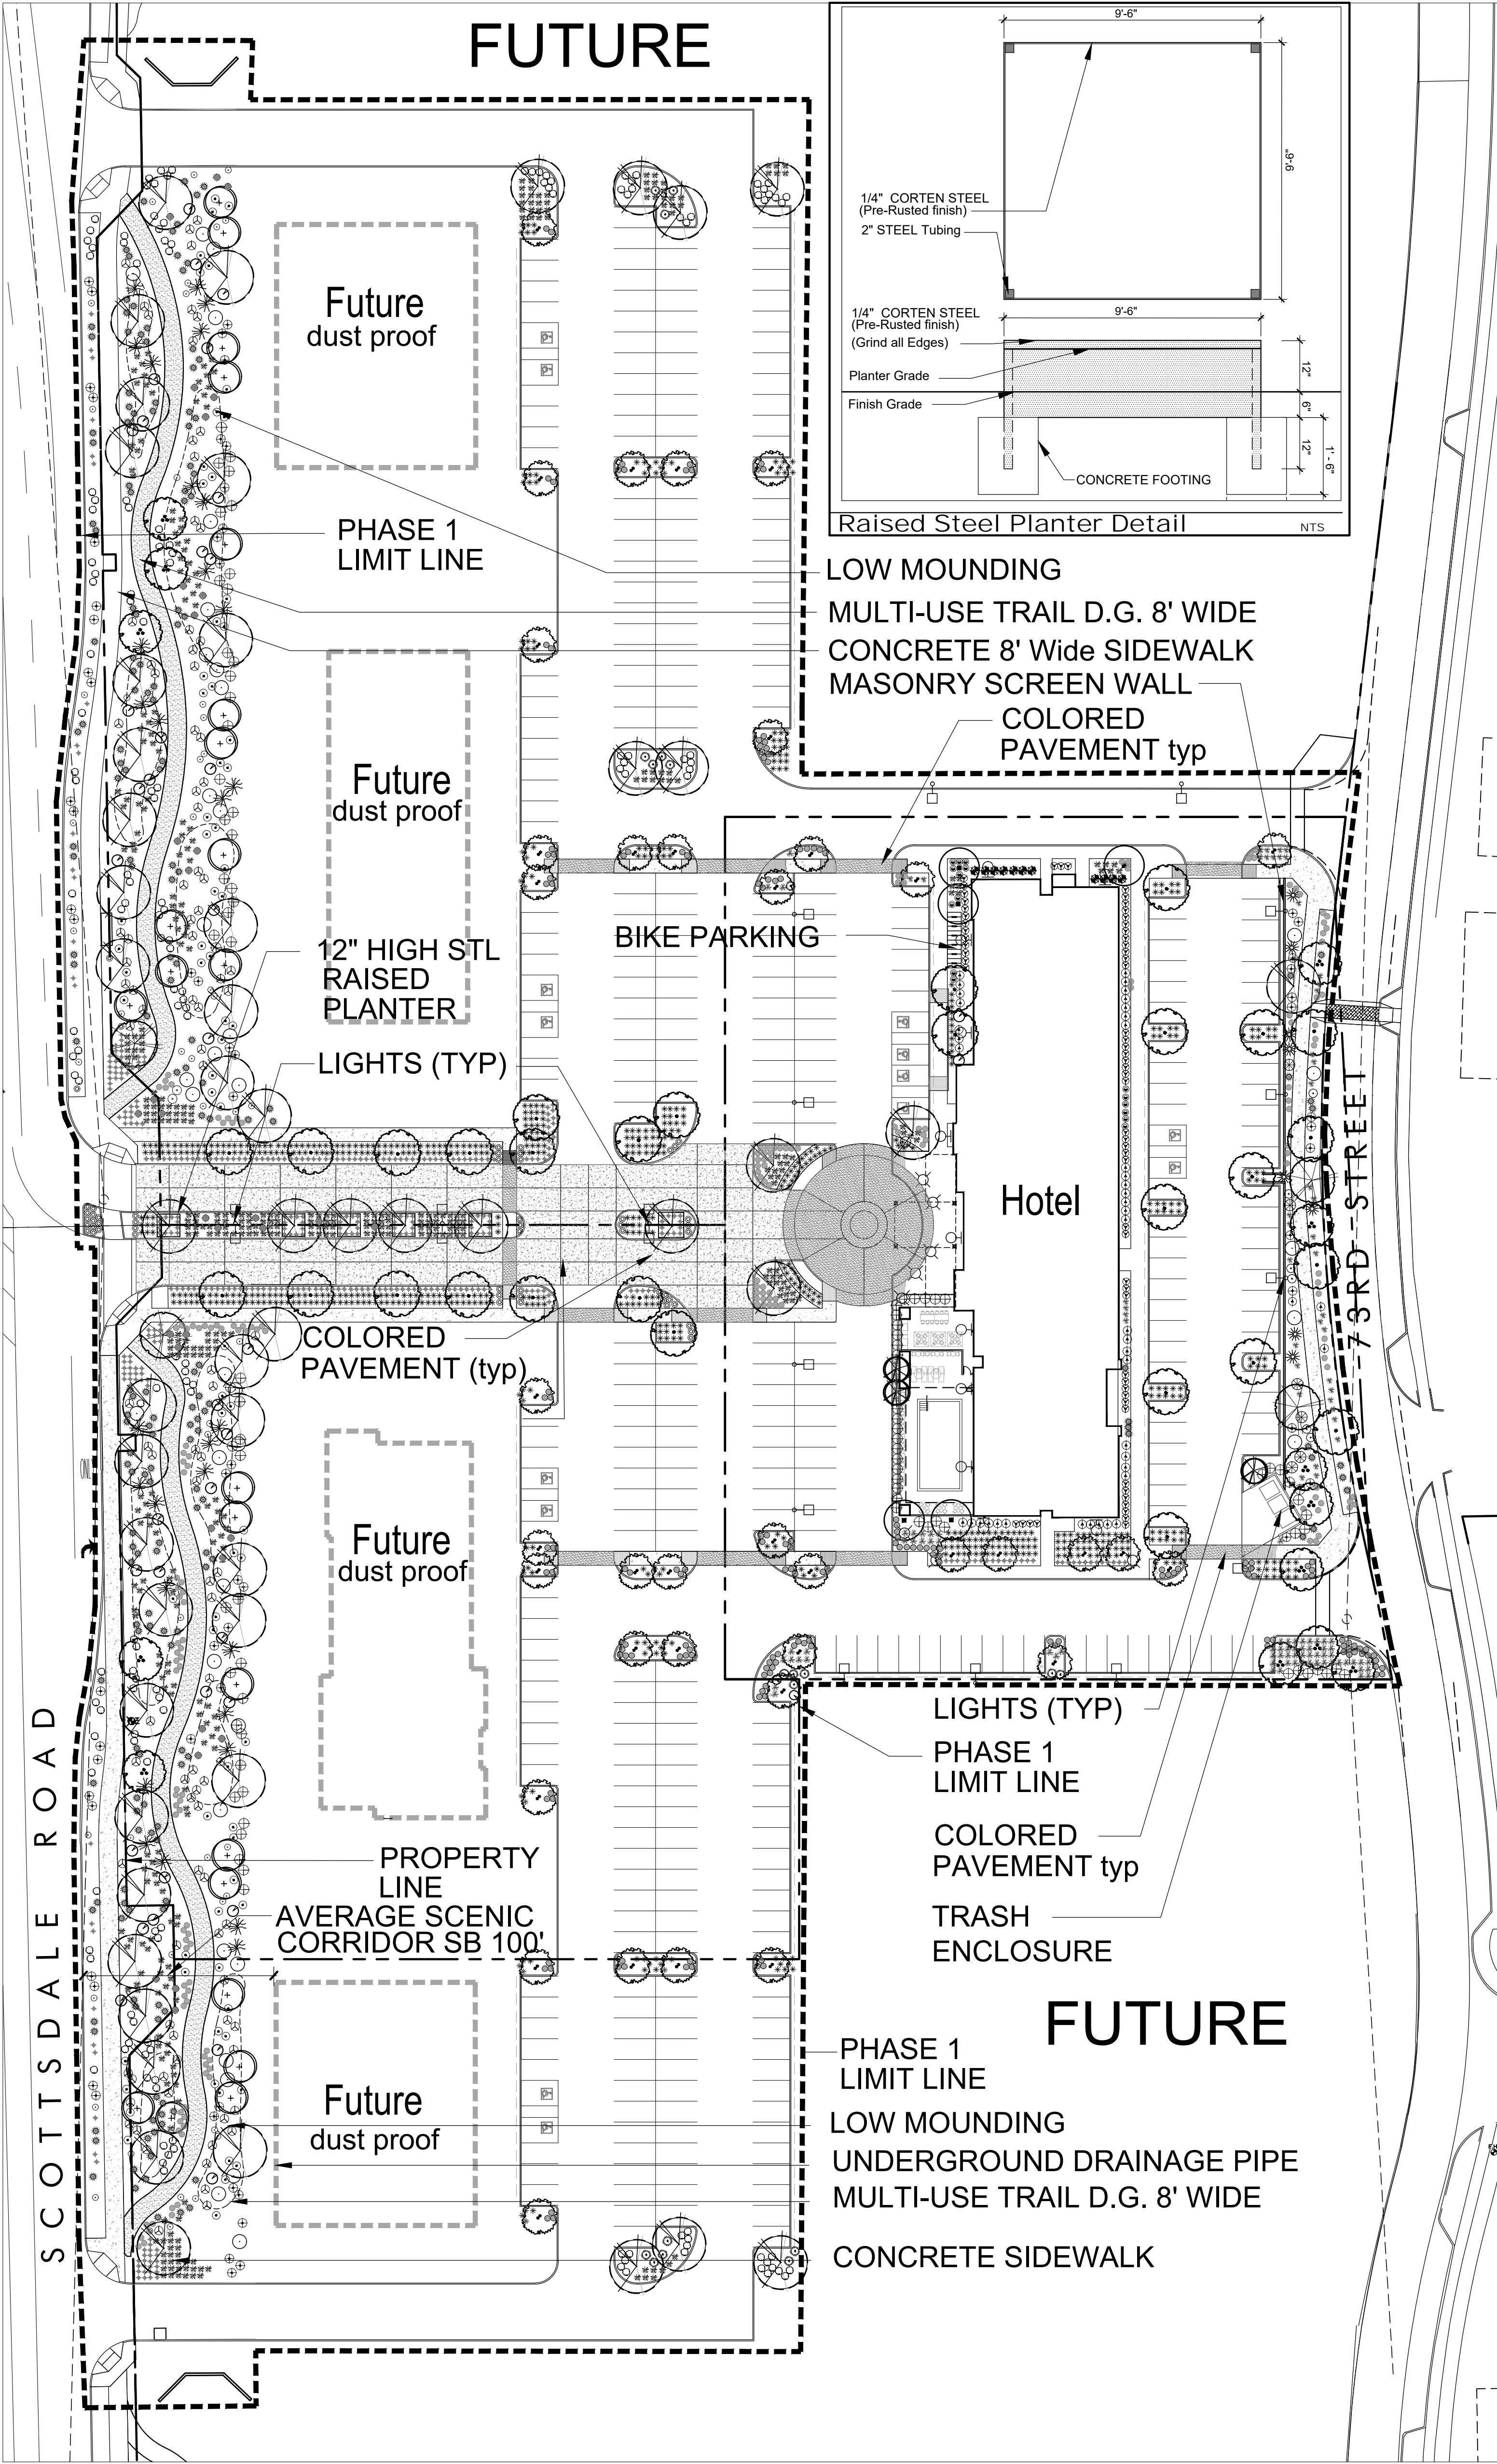 FUTURE
9'-6"
9'-6"
1/4" CORTEN STEEL
(Pre-Rusted finish)
2" STEEL Tubing
1/4" CORTEN STEEL
(Pre-Rusted finish)
(Grind all Edges)
9'-6"
Planter Grade
Finish Grade
12"
6"
12"
1'-6"
CONCRETE FOOTING
Raised Steel Planter Detail
NTS
Future
dust proof
PHASE 1
LIMIT LINE
LOW MOUNDING
MULTI-USE TRAIL D.G. 8' WIDE
CONCRETE 8' Wide SIDEWALK
MASONRY SCREEN WALL
COLORED
PAVEMENT typ
Future
dust proof
BIKE PARKING
12" HIGH STL
RAISED
PLANTER
LIGHTS (TYP)
Hotel
73RD STREET
COLORED
PAVEMENT (typ)
Future
dust proof
LIGHTS (TYP)
PHASE 1
LIMIT LINE
COLORED
PAVEMENT typ
TRASH
ENCLOSURE
PROPERTY
LINE
AVERAGE SCENIC
CORRIDOR SB 100'
SCOTTSDALE ROAD
FUTURE
Future
dust proof
PHASE 1
LIMIT LINE
LOW MOUNDING
UNDERGROUND DRAINAGE PIPE
MULTI-USE TRAIL D.G. 8' WIDE
CONCRETE SIDEWALK